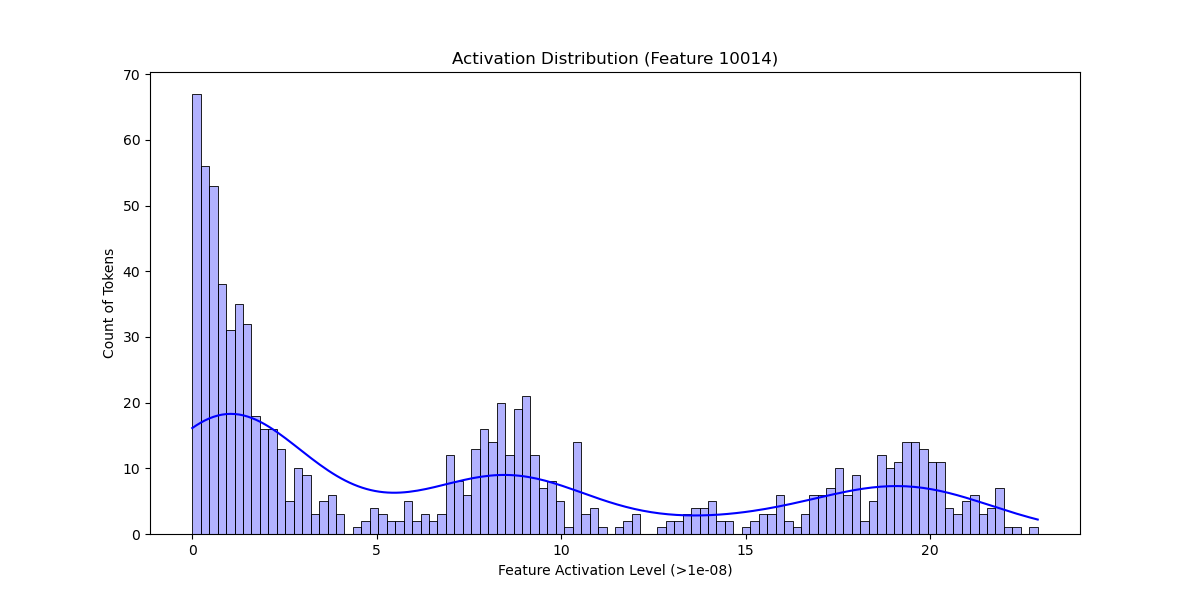 Activation Distribution (Feature 10014)
70
60
50
40
30
20
10
0
Count of Tokens
0 5 10 15 20
Feature Activation Level (>1e-08)